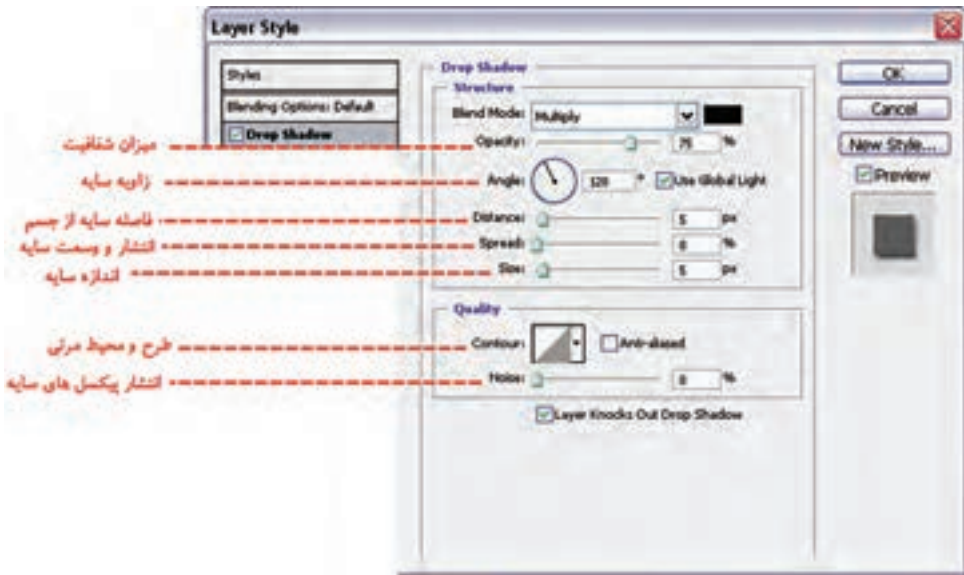 Layer Style
Styles
Blending Options: Default
Drop Shadow
Drop Shadow
Structure
Blend Mode: Multiply
میزان شفافیت
Opacity: 75 %
زاویه سایه
Angle: 120 ° Use Global Light
فاصله سایه از جسم
Distance: 5 px
انتشار و وسعت سایه
Spread: 0 %
اندازه سایه
Size: 5 px
Quality
طرح و محیط مرئی
Contour: Anti-aliased
انتشار پیکسل های سایه
Noise: 0 %
Layer Knocks Out Drop Shadow
OK
Cancel
New Style...
Preview